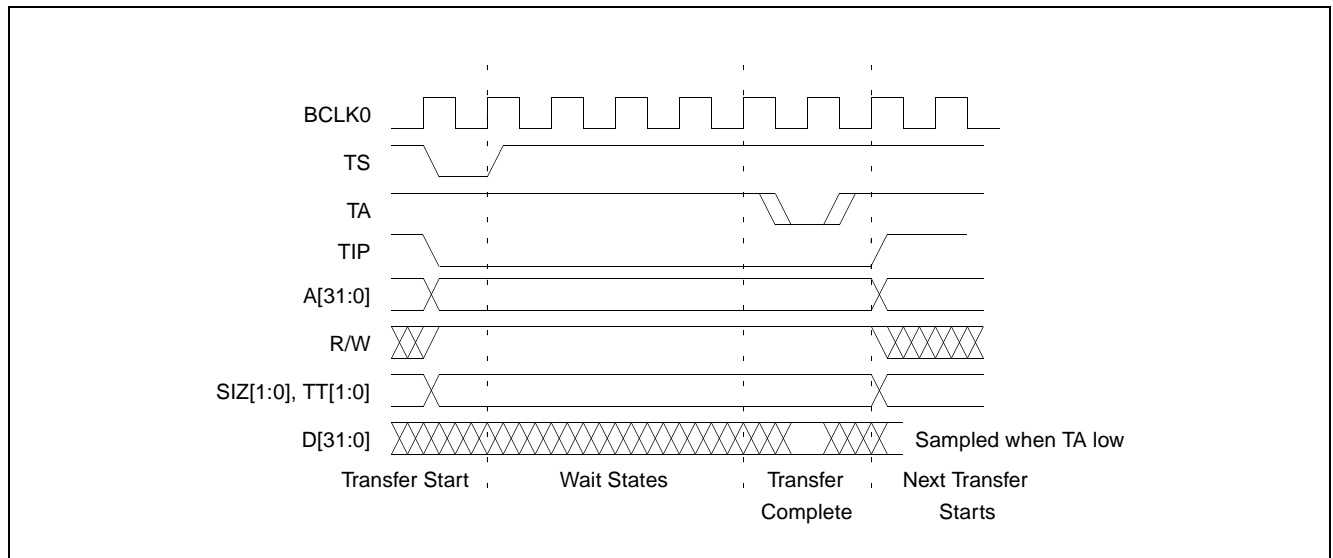 BCLK0
TS
TA
TIP
A[31:0]
R/W
SIZ[1:0], TT[1:0]
D[31:0]
Sampled when TA low
Transfer Start
Wait States
Transfer
Complete
Next Transfer
Starts